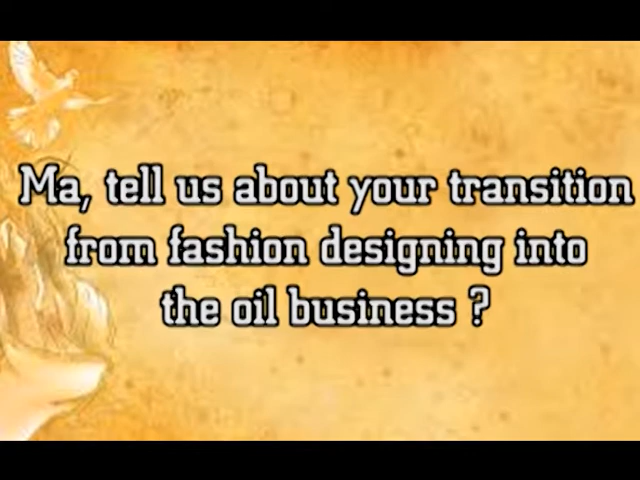 Ma, tell us about your transition
from fashion designing into
the oil business ?